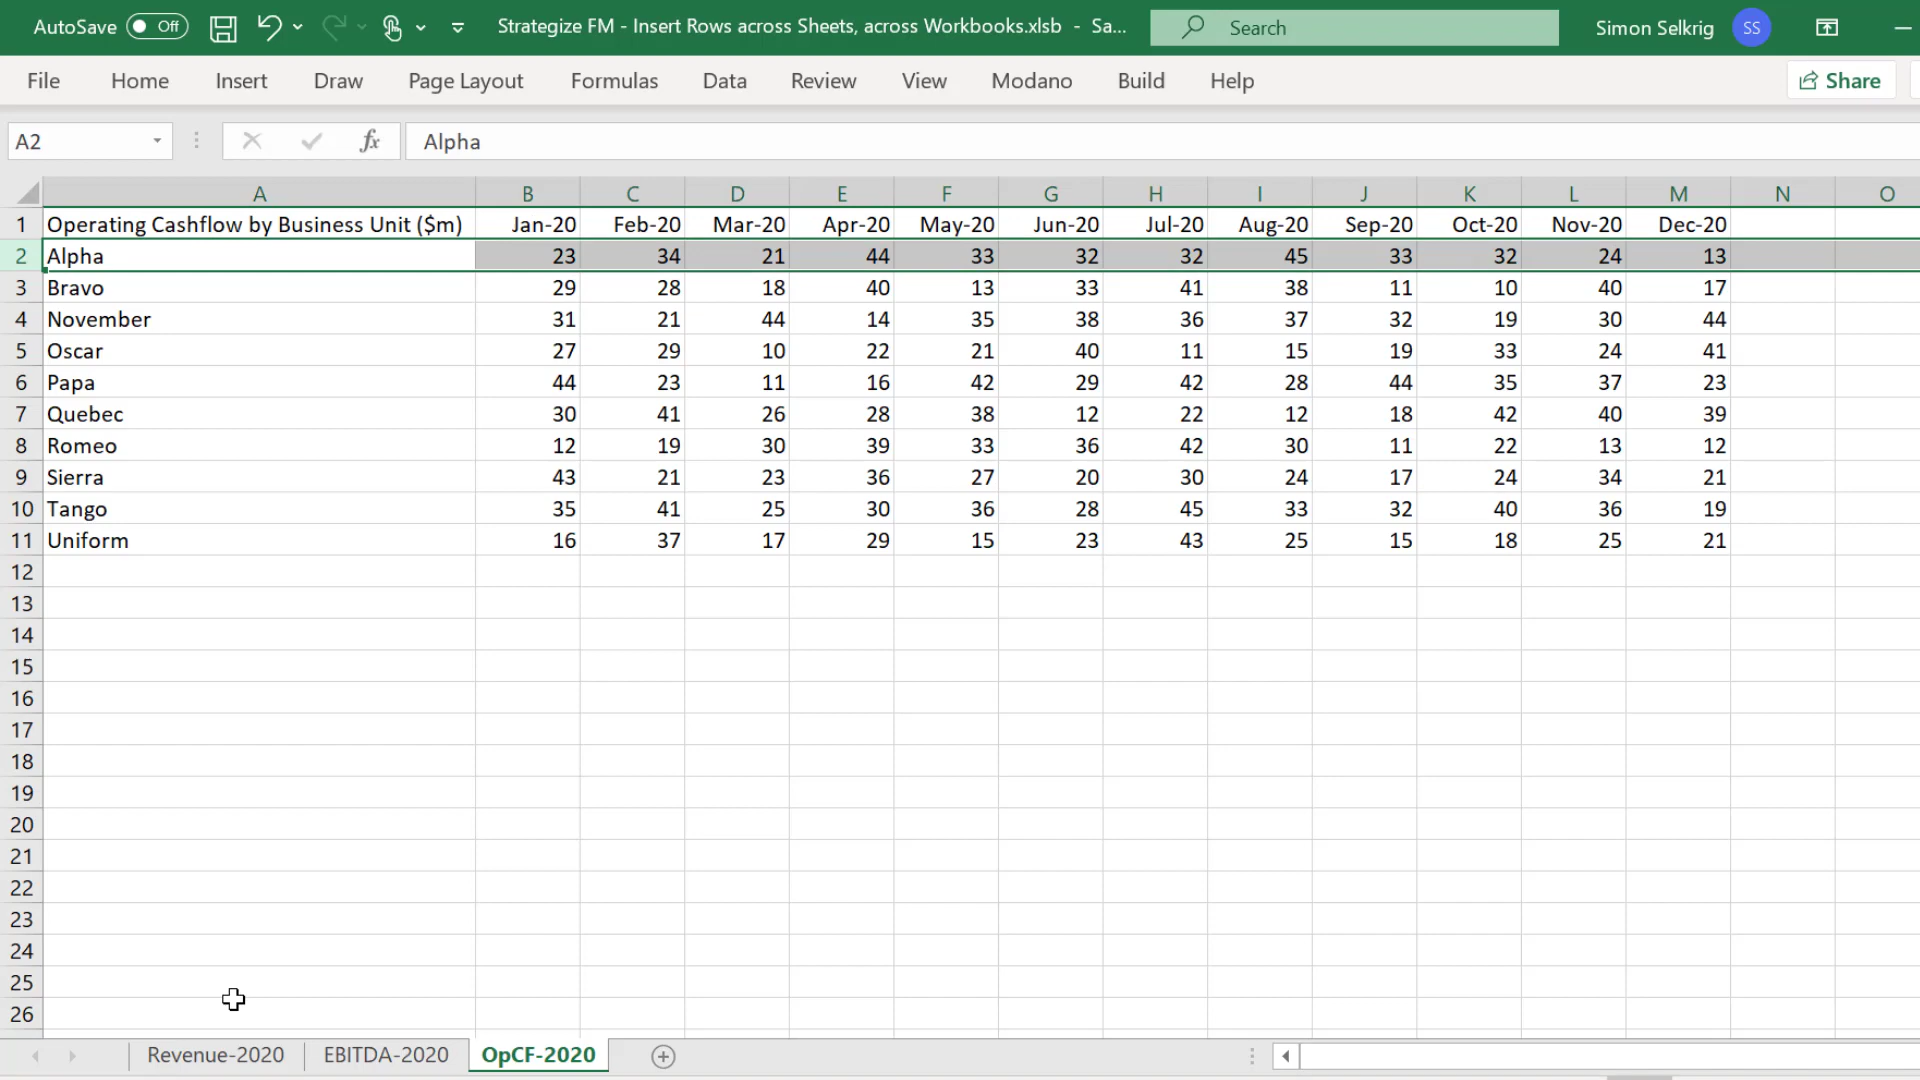 AutoSave Off Strategize FM - Insert Rows across Sheets, across Workbooks.xlsb - Sa... Search Simon Selkrig SS
File Home Insert Draw Page Layout Formulas Data Review View Modano Build Help Share
A2 fx Alpha
A B C D E F G H I J K L M N O
1 Operating Cashflow by Business Unit ($m) Jan-20 Feb-20 Mar-20 Apr-20 May-20 Jun-20 Jul-20 Aug-20 Sep-20 Oct-20 Nov-20 Dec-20
2 Alpha 23 34 21 44 33 32 32 45 33 32 24 13
3 Bravo 29 28 18 40 13 33 41 38 11 10 40 17
4 November 31 21 44 14 35 38 36 37 32 19 30 44
5 Oscar 27 29 10 22 21 40 11 15 19 33 24 41
6 Papa 44 23 11 16 42 29 42 28 44 35 37 23
7 Quebec 30 41 26 28 38 12 22 12 18 42 40 39
8 Romeo 12 19 30 39 33 36 42 30 11 22 13 12
9 Sierra 43 21 23 36 27 20 30 24 17 24 34 21
10 Tango 35 41 25 30 36 28 45 33 32 40 36 19
11 Uniform 16 37 17 29 15 23 43 25 15 18 25 21
12
13
14
15
16
17
18
19
20
21
22
23
24
25
26
Revenue-2020 EBITDA-2020 OpCF-2020